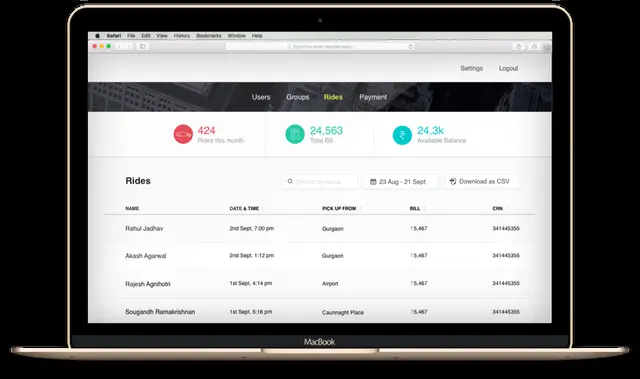 Safari File Edit View History Bookmarks Window Help
Settings Logout
Users Groups Rides Payment
424 24,563 24.3k
Rides this month Total Bill Available Balance
Rides 23 Aug - 21 Sept Download as CSV
NAME DATE & TIME PICK UP FROM BILL CRN
Rahul Jadhav 2nd Sept, 7:00 pm Gurgaon ₹5,467 341445355
Akash Agarwal 2nd Sept, 1:12 pm Gurgaon ₹5,467 341445355
Rajesh Agnihotri 1st Sept, 4:14 pm Airport ₹5,467 341445355
Sougandh Ramakrishnan 1st Sept, 5:16 pm Caunnaght Place ₹5,467 341445355
MacBook